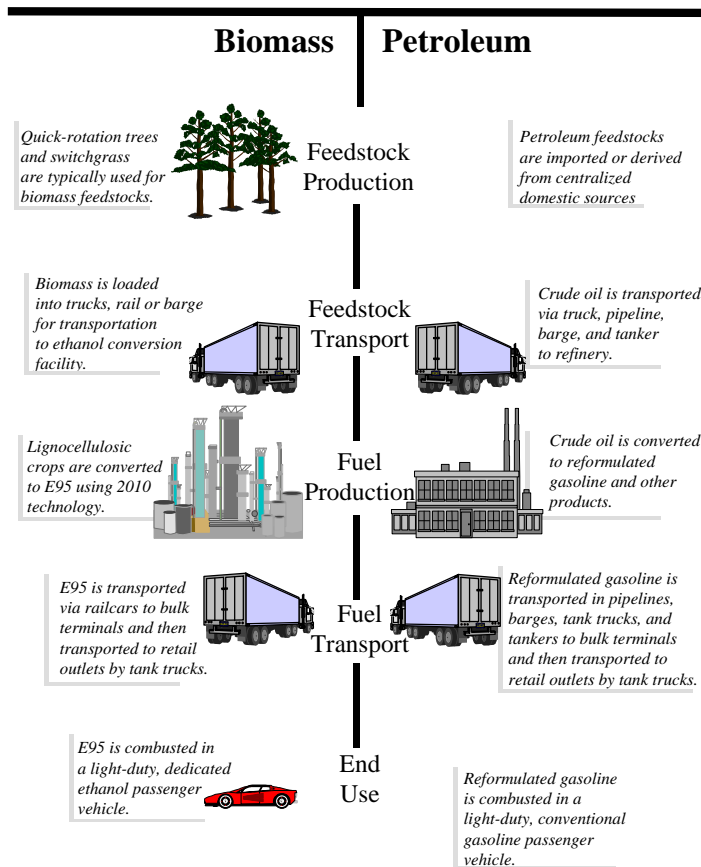 Biomass
Petroleum
Quick-rotation trees
and switchgrass
are typically used for
biomass feedstocks.
Feedstock
Production
Petroleum feedstocks
are imported or derived
from centralized
domestic sources
Biomass is loaded
into trucks, rail or barge
for transportation
to ethanol conversion
facility.
Feedstock
Transport
Crude oil is transported
via truck, pipeline,
barge, and tanker
to refinery.
Lignocellulosic
crops are converted
to E95 using 2010
technology.
Fuel
Production
Crude oil is converted
to reformulated
gasoline and other
products.
E95 is transported
via railcars to bulk
terminals and then
transported to retail
outlets by tank trucks.
Fuel
Transport
Reformulated gasoline is
transported in pipelines,
barges, tank trucks, and
tankers to bulk terminals
and then transported to
retail outlets by tank trucks.
E95 is combusted in
a light-duty, dedicated
ethanol passenger
vehicle.
End
Use
Reformulated gasoline
is combusted in a
light-duty, conventional
gasoline passenger
vehicle.